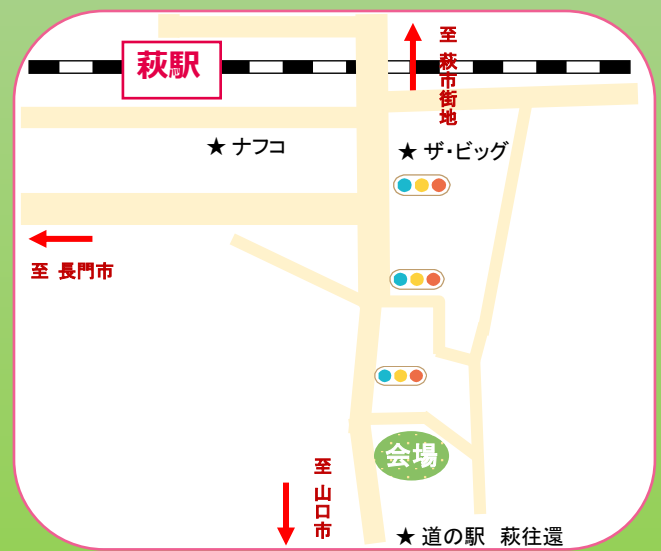 萩駅
至 萩市街地
★ ナフコ
★ ザ・ビッグ
至 長門市
会場
至 山口市
★ 道の駅　萩往還